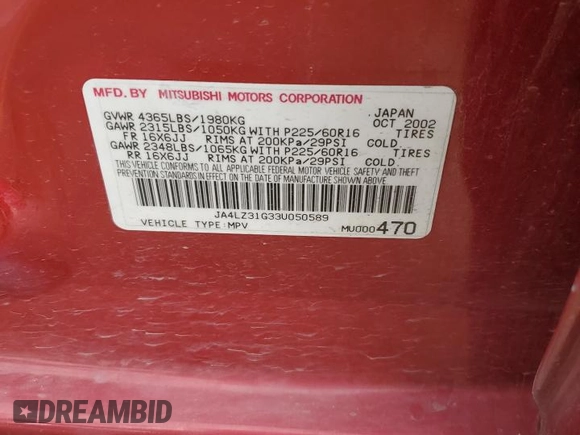 MFD. BY MITSUBISHI MOTORS CORPORATION
GVWR 4365LBS/1980KG JAPAN OCT 2002
GAWR 2315LBS/1050KG WITH P225/60R16 TIRES
FR 16X6JJ RIMS AT 200KPa/29PSI COLD
GAWR 2348LBS/1065KG WITH P225/60R16 TIRES
RR 16X6JJ RIMS AT 200KPa/29PSI COLD.
THIS VEHICLE CONFORMS TO ALL APPLICABLE FEDERAL MOTOR VEHICLE SAFETY AND THEFT
PREVENTION STANDARDS IN EFFECT ON THE DATE OF MANUFACTURE SHOWN ABOVE.
JA4LZ31G33U050589
VEHICLE TYPE:MPV MU000470
DREAMBID